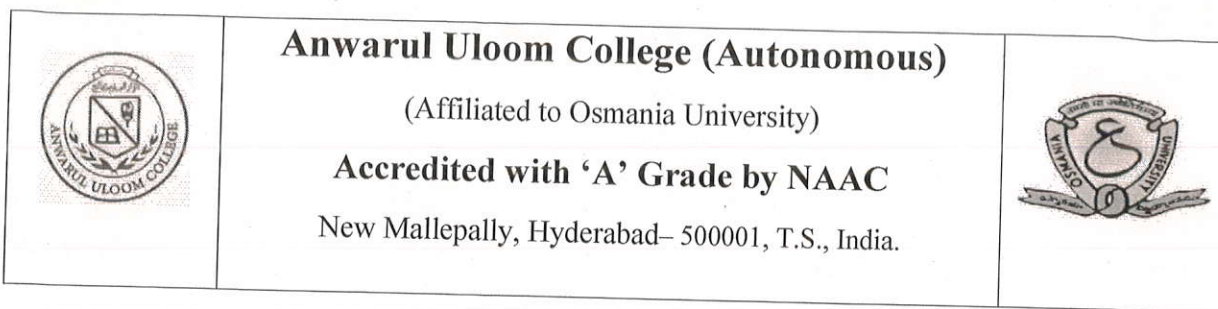 ANWARUL ULOOM COLLEGE
Anwarul Uloom College (Autonomous)
(Affiliated to Osmania University)
Accredited with ‘A’ Grade by NAAC
New Mallepally, Hyderabad– 500001, T.S., India.
OSMANIA UNIVERSITY